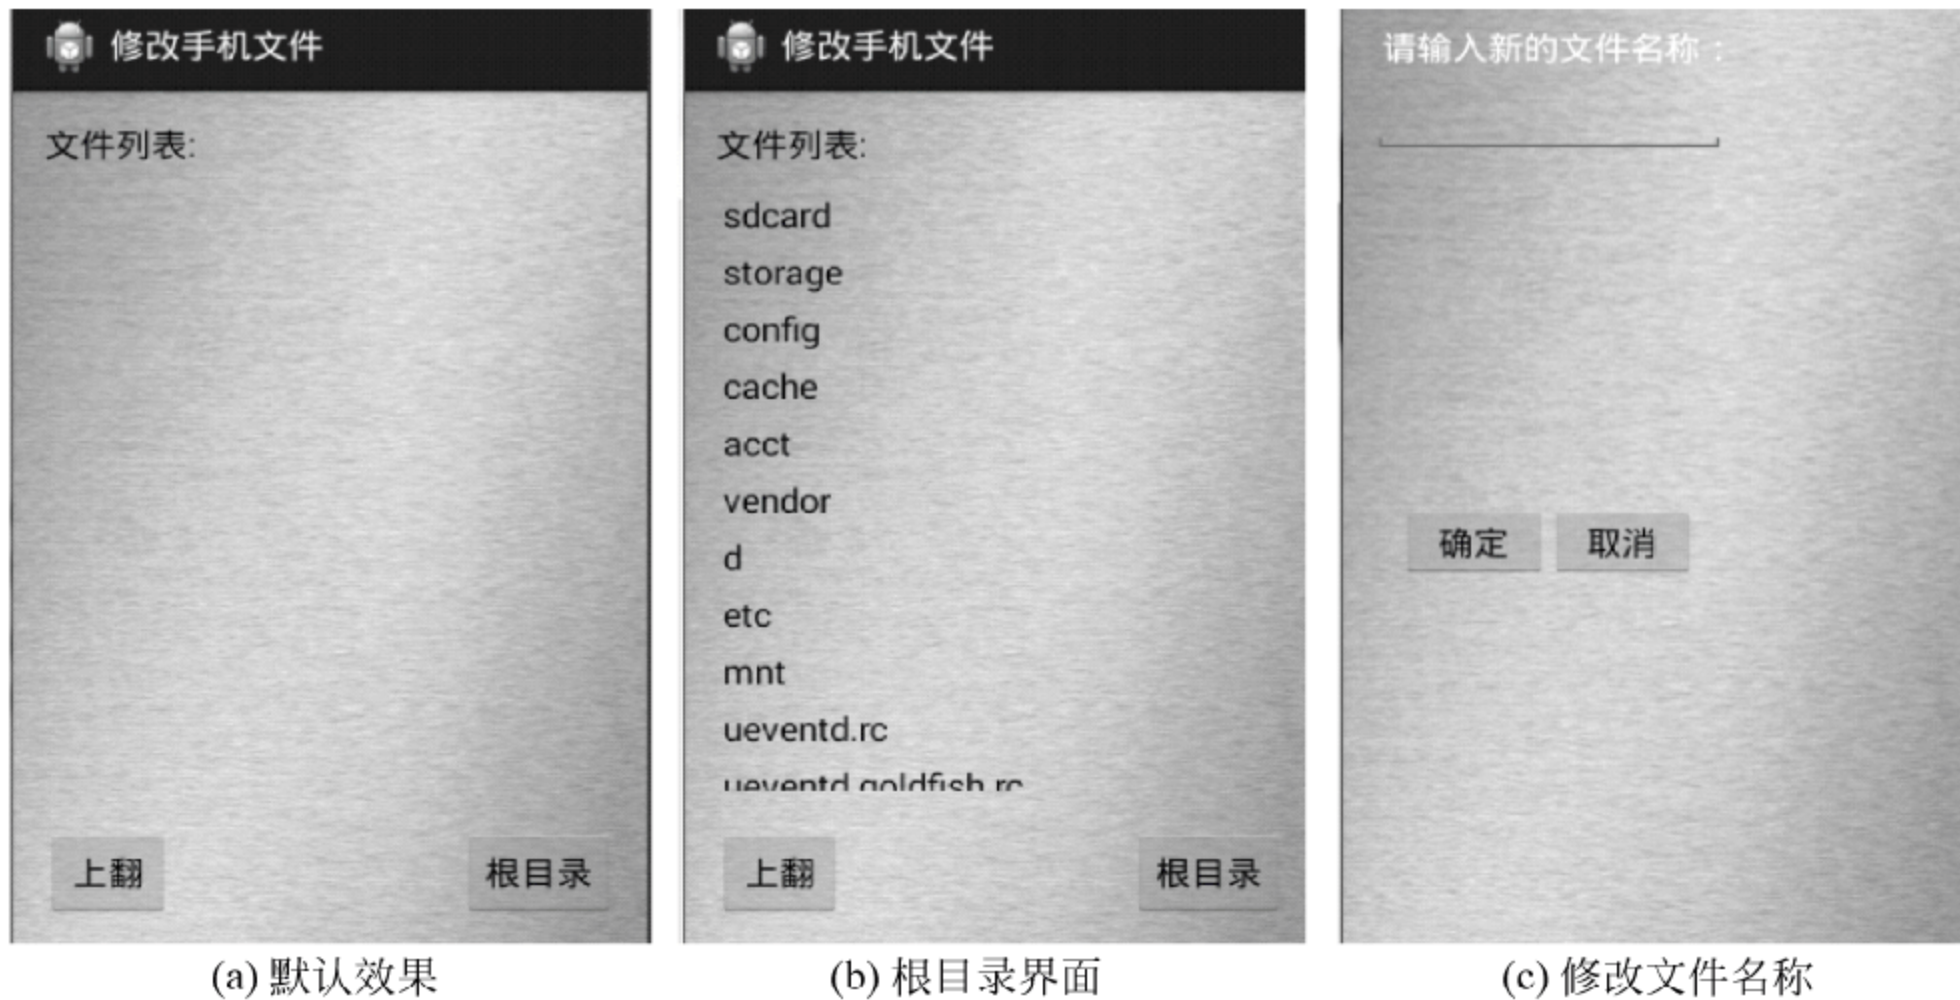 修改手机文件
文件列表:
上翻
根目录
(a) 默认效果
修改手机文件
文件列表:
sdcard
storage
config
cache
acct
vendor
d
etc
mnt
ueventd.rc
ueventd.goldfish.rc
上翻
根目录
(b) 根目录界面
请输入新的文件名称：
确定
取消
(c) 修改文件名称